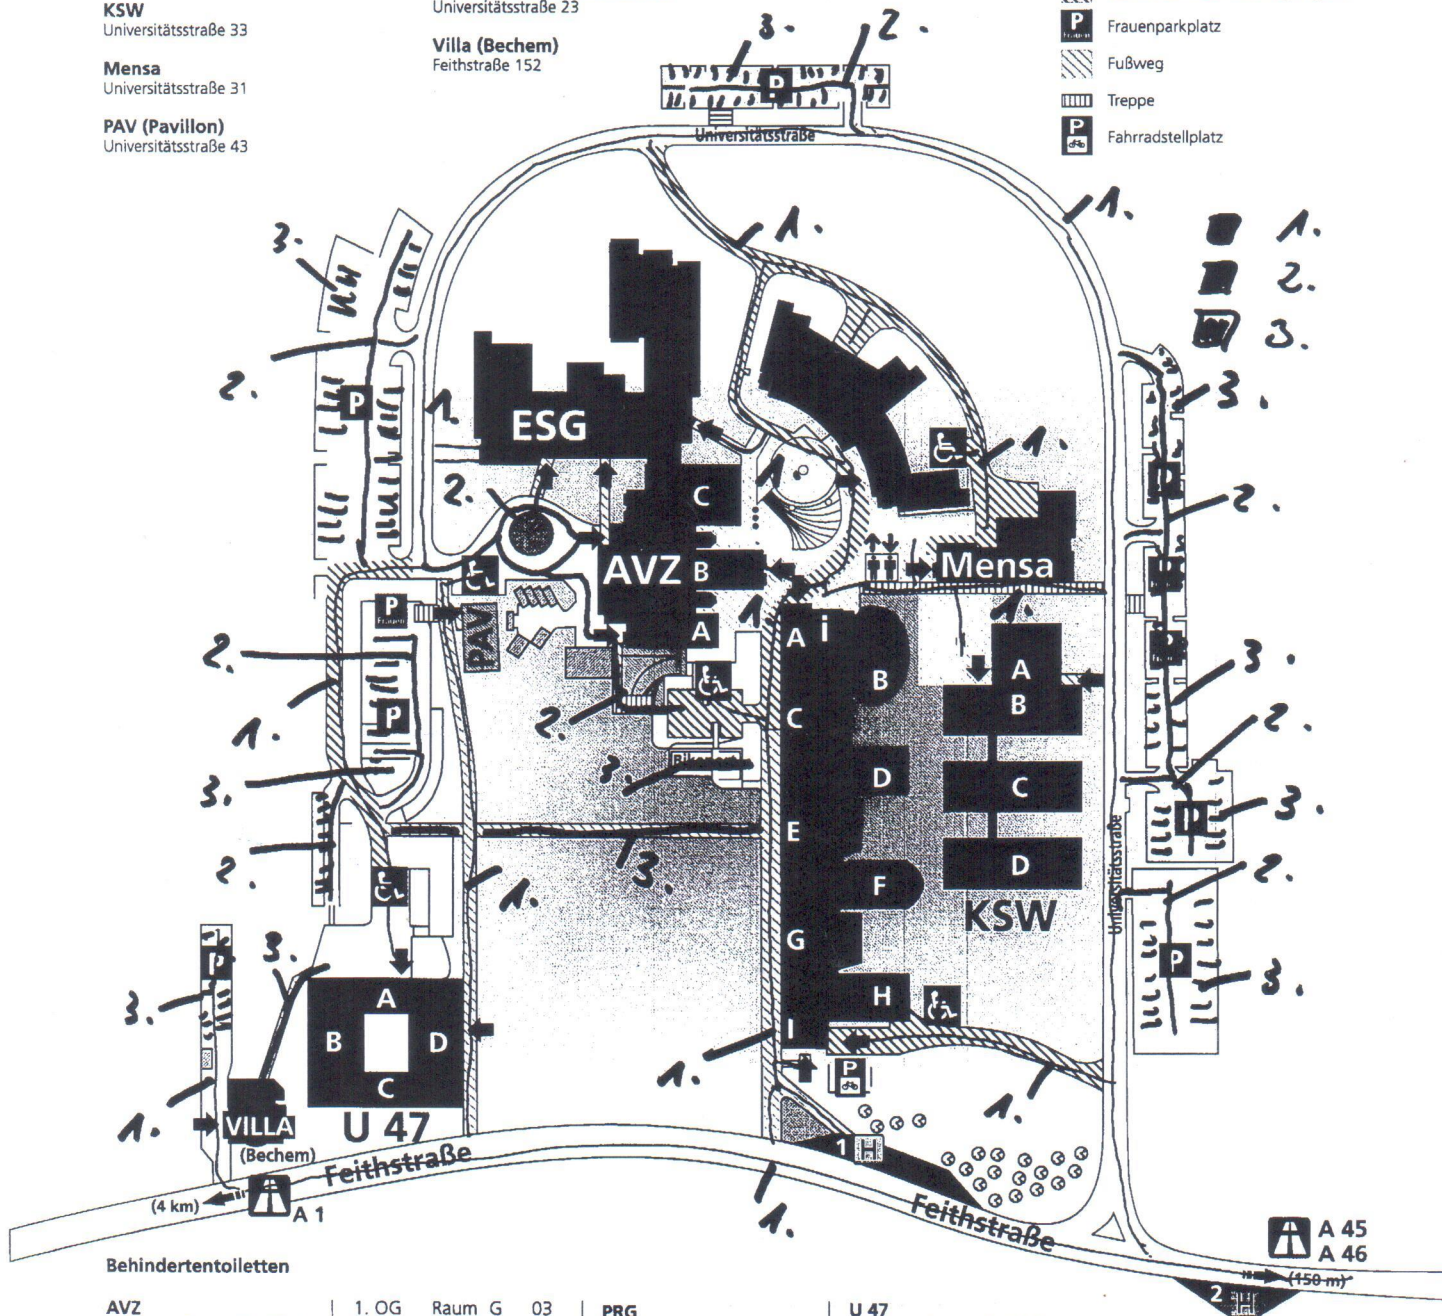 KSW
Universitätsstraße 33
Mensa
Universitätsstraße 31
PAV (Pavillon)
Universitätsstraße 43
Universitätsstraße 23
Villa (Bechem)
Feithstraße 152
P
Frauen
Frauenparkplatz
Fußweg
Treppe
P
Fahrradstellplatz
3.
2.
P
Universitätsstraße
1.
1.
1.
2.
3.
3.
2.
P
1.
ESG
2.
C
1
1.
3.
P
2.
AVZ
B
Mensa
P
P
Frauen
PAV
1
A
1.
A
i
B
A
B
P
3.
2.
1.
P
2.
C
2.
3.
3.
D
C
P
3.
E
2.
3.
1.
F
D
2.
KSW
Universitätsstraße
G
P
3.
3.
P
3.
A
B
D
C
H
I
1.
P
1.
1.
VILLA
(Bechem)
U 47
Feithstraße
1
H
(4 km)
A 1
1.
Feithstraße
A 45
A 46
(150 m)
2
H
Behindertentoiletten
AVZ
1. OG
Raum G
03
PRG
U 47